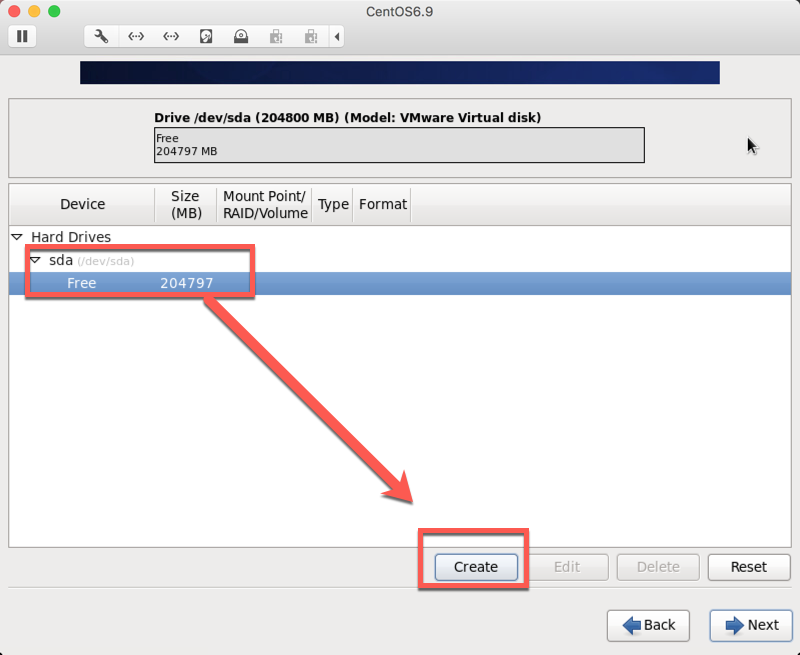 CentOS6.9
Drive /dev/sda (204800 MB) (Model: VMware Virtual disk)
Free
204797 MB
Device
Size
(MB)
Mount Point/
RAID/Volume
Type
Format
Hard Drives
sda (/dev/sda)
Free 204797
Create Edit Delete Reset
Back Next